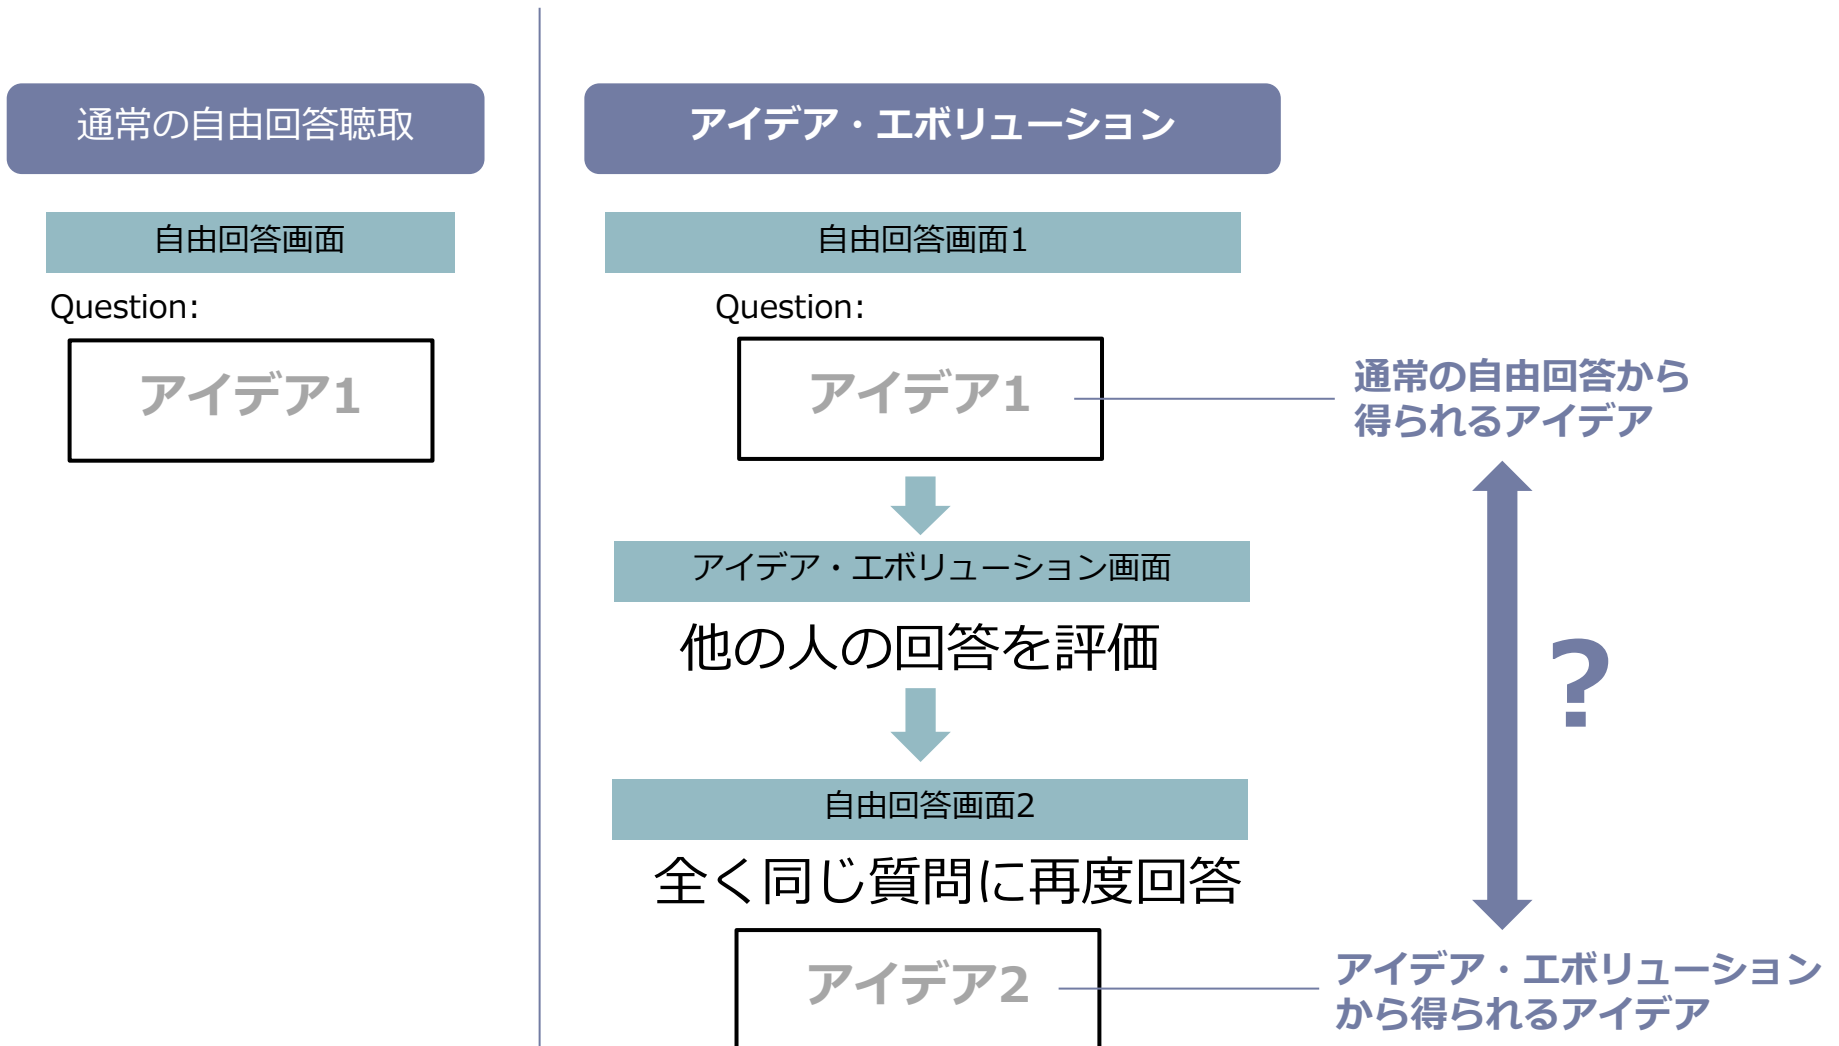 通常の自由回答聴取
自由回答画面
Question:
アイデア1
アイデア・エボリューション
自由回答画面1
Question:
アイデア1
通常の自由回答から
得られるアイデア
アイデア・エボリューション画面
他の人の回答を評価
?
自由回答画面2
全く同じ質問に再度回答
アイデア2
アイデア・エボリューション
から得られるアイデア